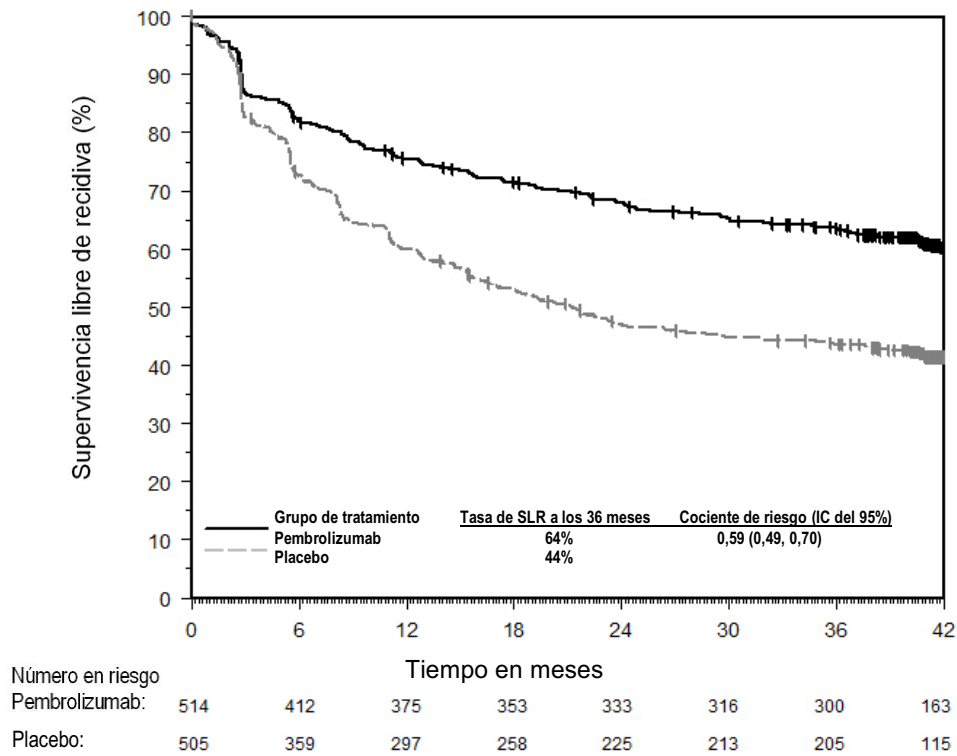 Supervivencia libre de recidiva (%)
100
90
80
70
60
50
40
30
20
10
0
Grupo de tratamiento Tasa de SLR a los 36 meses Cociente de riesgo (IC del 95%)
Pembrolizumab 64% 0,59 (0,49, 0,70)
Placebo 44%
0 6 12 18 24 30 36 42
Tiempo en meses
Número en riesgo
Pembrolizumab: 514 412 375 353 333 316 300 163
Placebo: 505 359 297 258 225 213 205 115